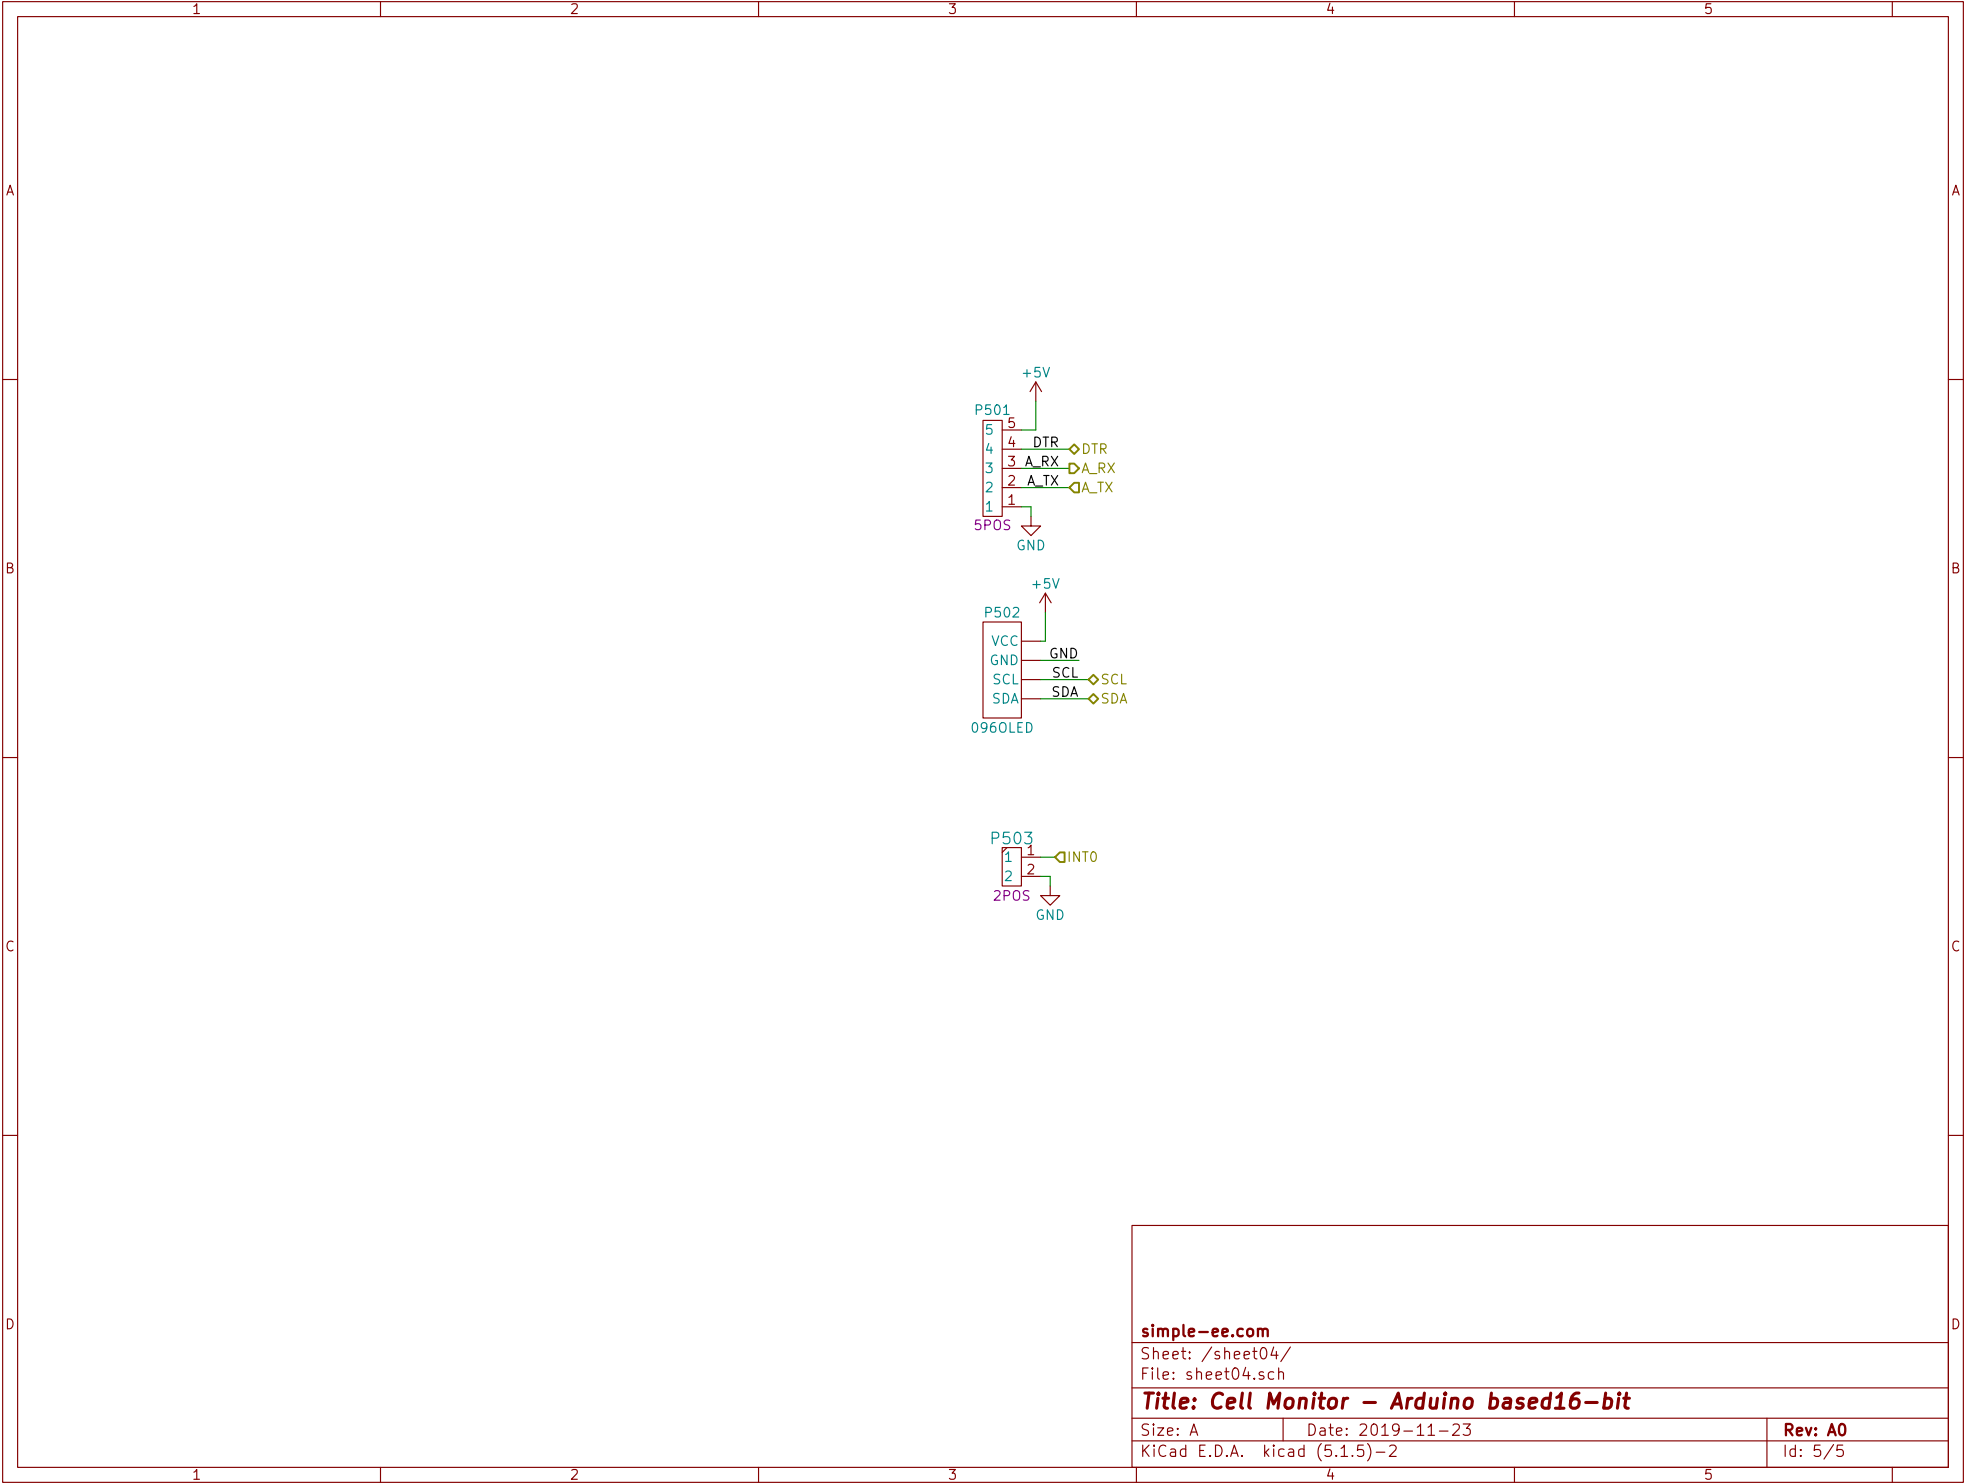 1 2 3 4 5
A A
+5V
P501
5 5
4 4 DTR DTR
3 3 A_RX A_RX
2 2 A_TX A_TX
1 1
5POS
GND
B B
+5V
P502
VCC
GND GND
SCL SCL SCL
SDA SDA SDA
096OLED
P503
1 1 INT0
2 2
2POS
GND
C C
D D
simple-ee.com
Sheet: /sheet04/
File: sheet04.sch
Title: Cell Monitor - Arduino based16-bit
Size: A Date: 2019-11-23 Rev: A0
KiCad E.D.A. kicad (5.1.5)-2 Id: 5/5
1 2 3 4 5